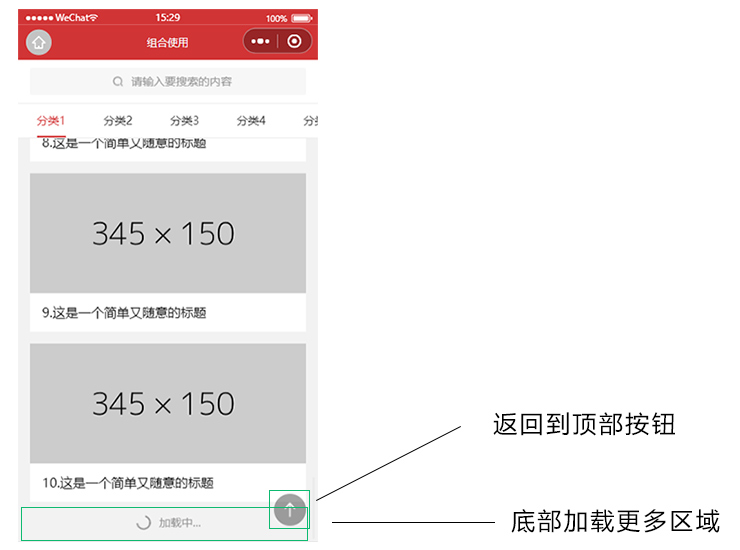 ●●●●● WeChat 15:29 100%
组合使用
请输入要搜索的内容
分类1 分类2 分类3 分类4 分
8.这是一个简单又随意的标题
345 × 150
9.这是一个简单又随意的标题
345 × 150
返回到顶部按钮
10.这是一个简单又随意的标题
底部加载更多区域
加载中...